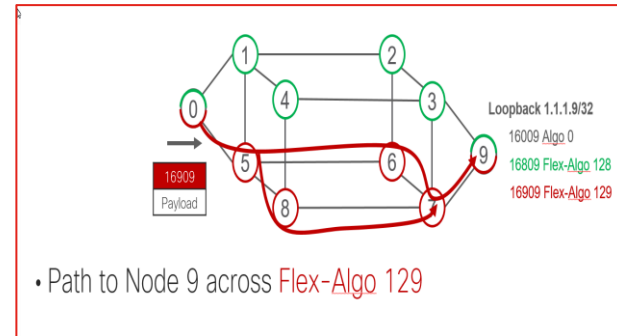 1
2
4
3
0
Loopback 1.1.1.9/32
16009 Algo 0
9
16809 Flex-Algo 128
5
6
16909
16909 Flex-Algo 129
Payload
8
7
• Path to Node 9 across Flex-Algo 129